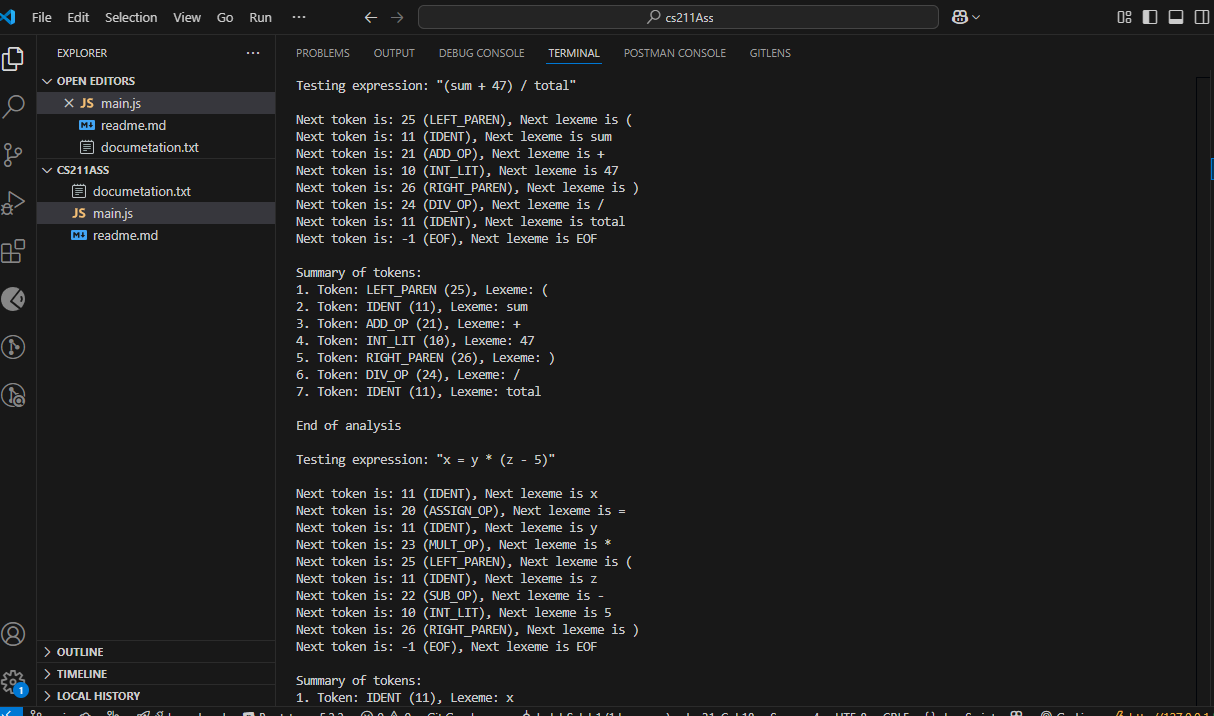 File Edit Selection View Go Run ··· cs211Ass
EXPLORER ···
OPEN EDITORS
JS main.js
readme.md
documetation.txt
CS211ASS
documetation.txt
JS main.js
readme.md
OUTLINE
TIMELINE
LOCAL HISTORY
1
PROBLEMS OUTPUT DEBUG CONSOLE TERMINAL POSTMAN CONSOLE GITLENS
Testing expression: "(sum + 47) / total"
Next token is: 25 (LEFT_PAREN), Next lexeme is (
Next token is: 11 (IDENT), Next lexeme is sum
Next token is: 21 (ADD_OP), Next lexeme is +
Next token is: 10 (INT_LIT), Next lexeme is 47
Next token is: 26 (RIGHT_PAREN), Next lexeme is )
Next token is: 24 (DIV_OP), Next lexeme is /
Next token is: 11 (IDENT), Next lexeme is total
Next token is: -1 (EOF), Next lexeme is EOF
Summary of tokens:
1. Token: LEFT_PAREN (25), Lexeme: (
2. Token: IDENT (11), Lexeme: sum
3. Token: ADD_OP (21), Lexeme: +
4. Token: INT_LIT (10), Lexeme: 47
5. Token: RIGHT_PAREN (26), Lexeme: )
6. Token: DIV_OP (24), Lexeme: /
7. Token: IDENT (11), Lexeme: total
End of analysis
Testing expression: "x = y * (z - 5)"
Next token is: 11 (IDENT), Next lexeme is x
Next token is: 20 (ASSIGN_OP), Next lexeme is =
Next token is: 11 (IDENT), Next lexeme is y
Next token is: 23 (MULT_OP), Next lexeme is *
Next token is: 25 (LEFT_PAREN), Next lexeme is (
Next token is: 11 (IDENT), Next lexeme is z
Next token is: 22 (SUB_OP), Next lexeme is -
Next token is: 10 (INT_LIT), Next lexeme is 5
Next token is: 26 (RIGHT_PAREN), Next lexeme is )
Next token is: -1 (EOF), Next lexeme is EOF
Summary of tokens:
1. Token: IDENT (11), Lexeme: x